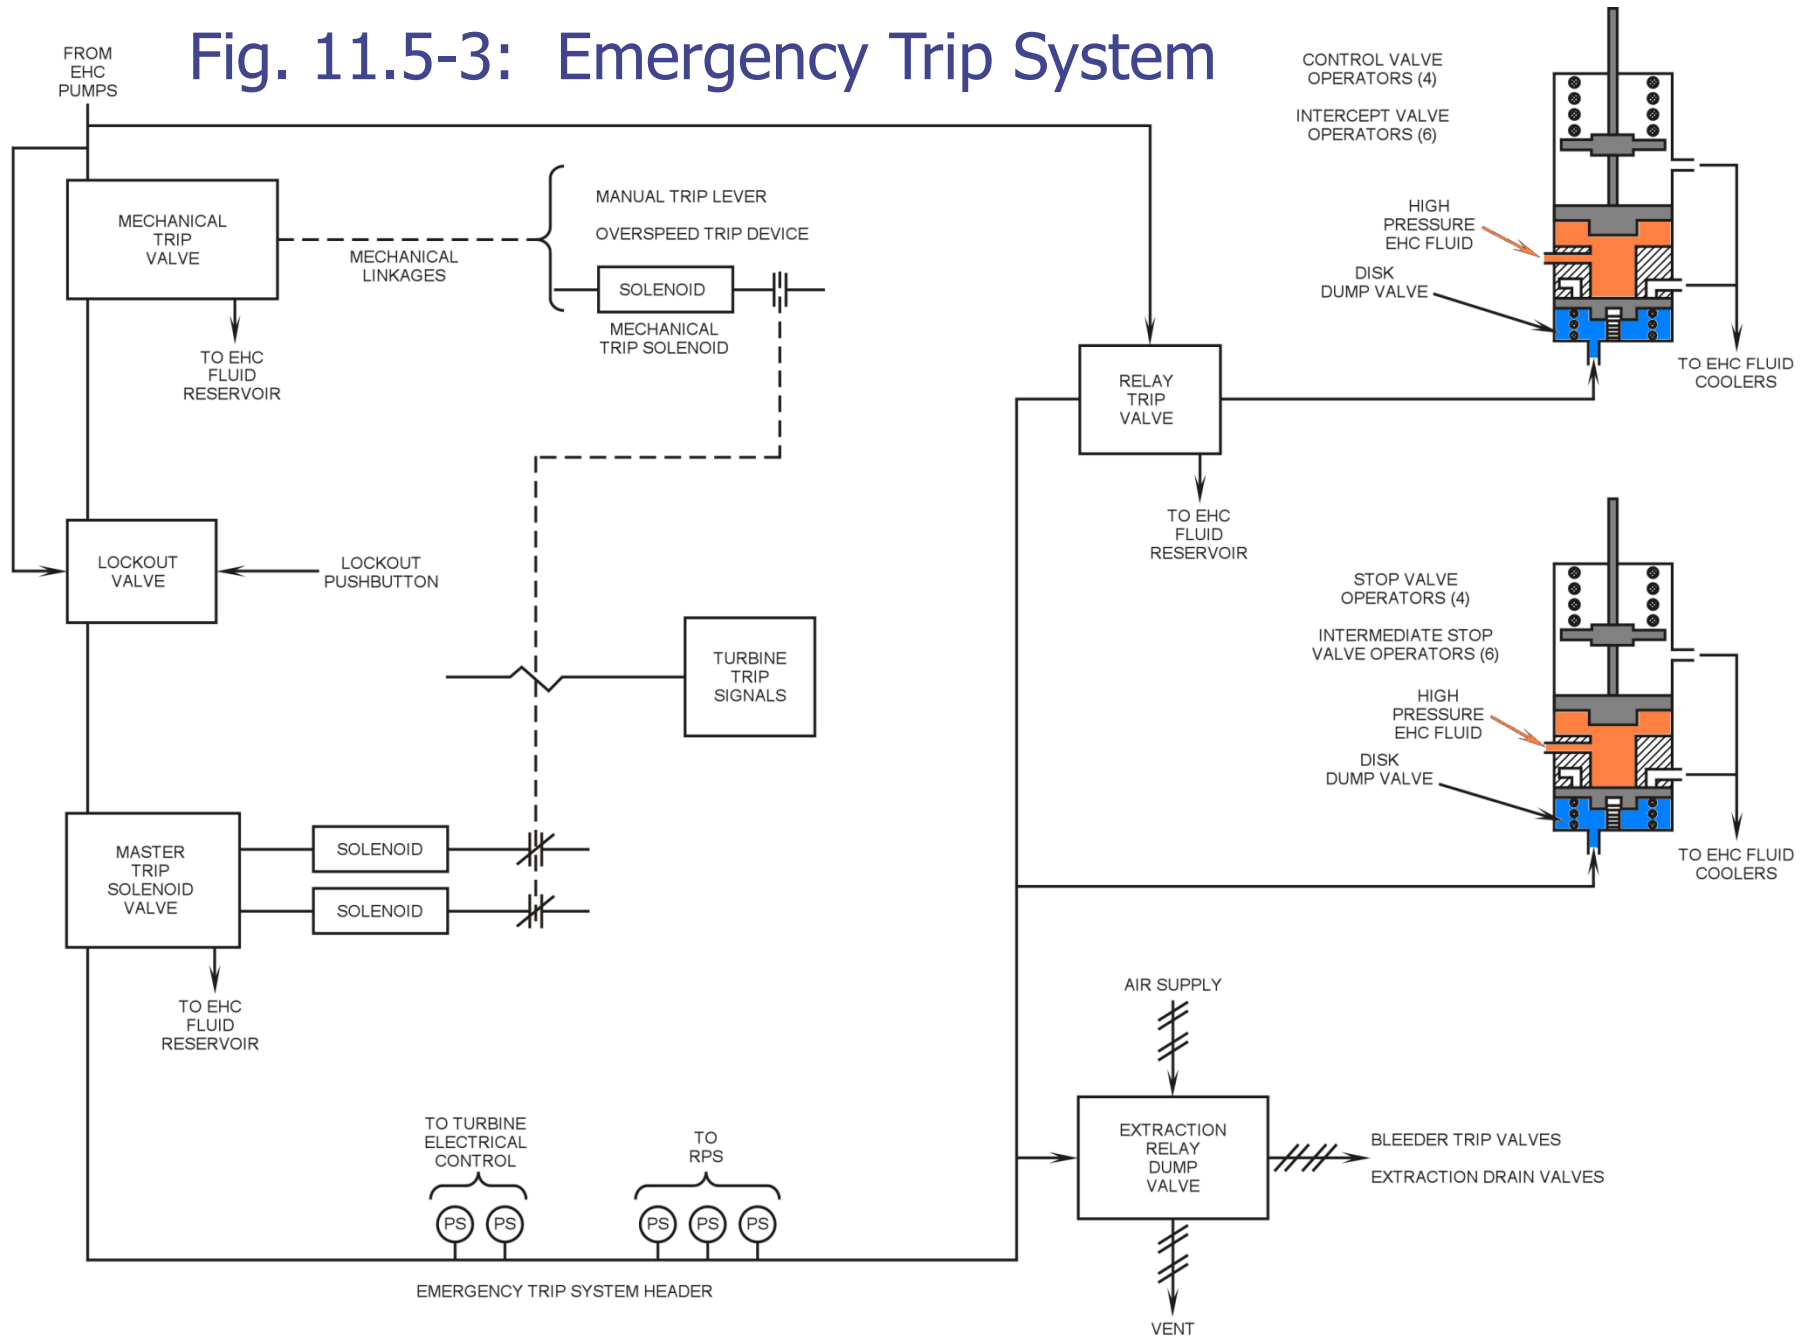 Fig. 11.5-3: Emergency Trip System
FROM
EHC
PUMPS
CONTROL VALVE
OPERATORS (4)
INTERCEPT VALVE
OPERATORS (6)
MECHANICAL
TRIP
VALVE
MECHANICAL
LINKAGES
MANUAL TRIP LEVER
OVERSPEED TRIP DEVICE
SOLENOID
MECHANICAL
TRIP SOLENOID
HIGH
PRESSURE
EHC FLUID
DISK
DUMP VALVE
TO EHC
FLUID
RESERVOIR
RELAY
TRIP
VALVE
TO EHC FLUID
COOLERS
TO EHC
FLUID
RESERVOIR
LOCKOUT
VALVE
LOCKOUT
PUSHBUTTON
STOP VALVE
OPERATORS (4)
INTERMEDIATE STOP
VALVE OPERATORS (6)
TURBINE
TRIP
SIGNALS
HIGH
PRESSURE
EHC FLUID
DISK
DUMP VALVE
TO EHC FLUID
COOLERS
MASTER
TRIP
SOLENOID
VALVE
SOLENOID
SOLENOID
TO EHC
FLUID
RESERVOIR
AIR SUPPLY
TO TURBINE
ELECTRICAL
CONTROL
TO
RPS
EXTRACTION
RELAY
DUMP
VALVE
BLEEDER TRIP VALVES
EXTRACTION DRAIN VALVES
PS PS PS PS PS
EMERGENCY TRIP SYSTEM HEADER
VENT